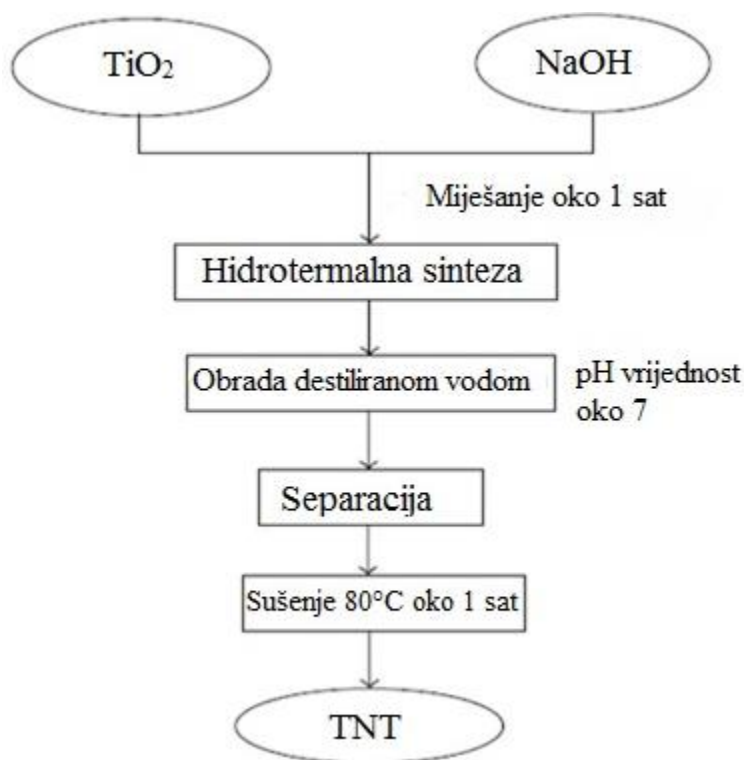 TiO₂
NaOH
Miješanje oko 1 sat
Hidrotermalna sinteza
Obrada destiliranom vodom
pH vrijednost
oko 7
Separacija
Sušenje 80°C oko 1 sat
TNT